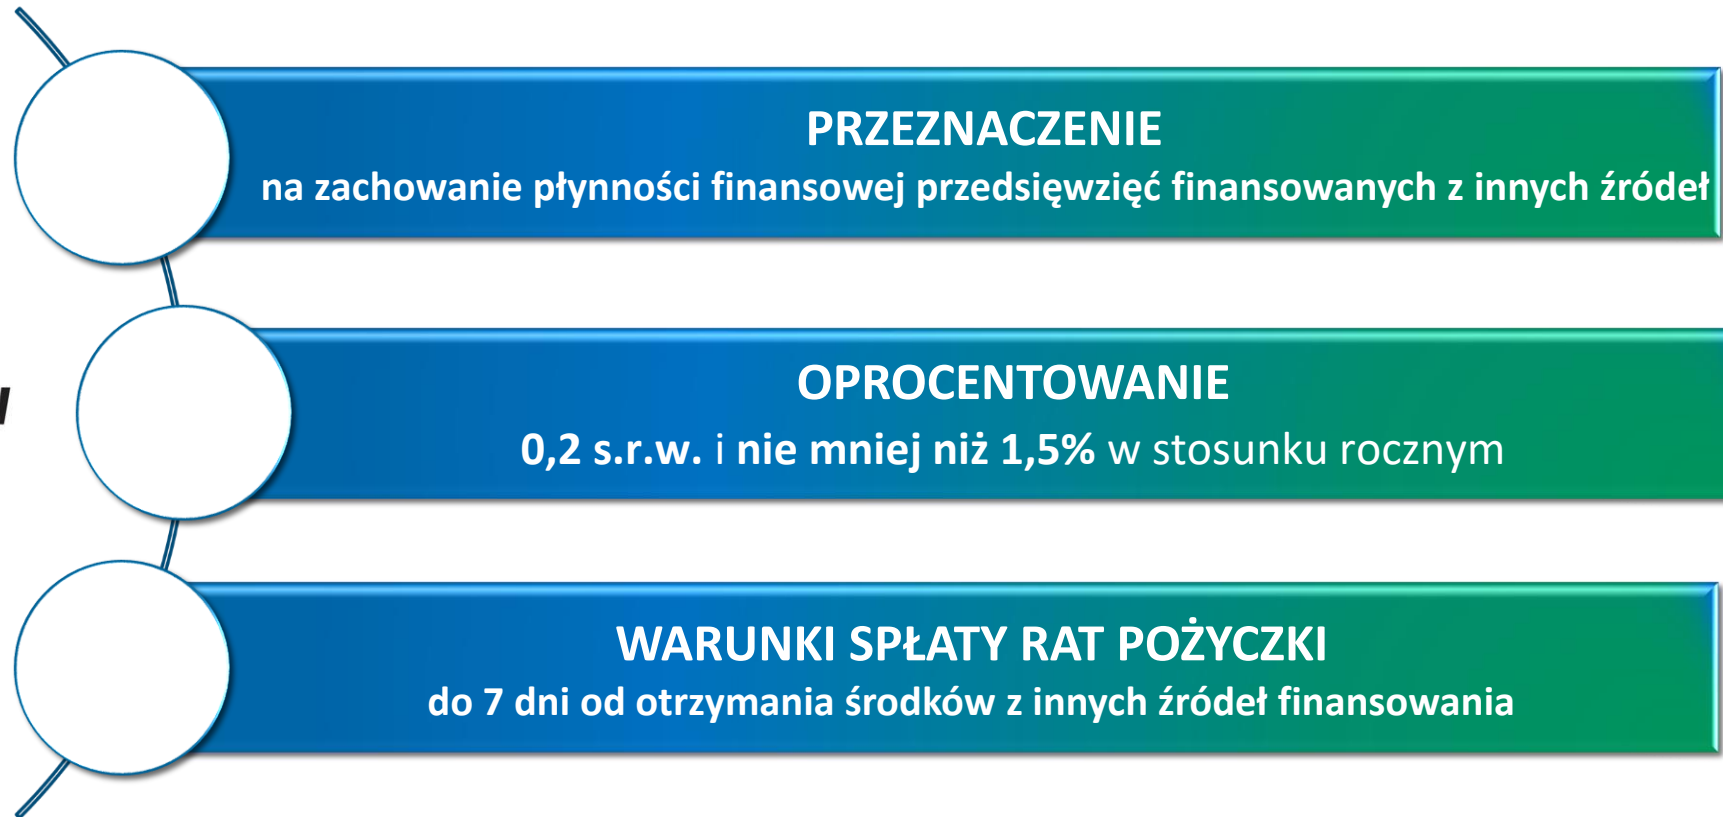 PRZEZNACZENIE
na zachowanie płynności finansowej przedsięwzięć finansowanych z innych źródeł
OPROCENTOWANIE
0,2 s.r.w. i nie mniej niż 1,5% w stosunku rocznym
WARUNKI SPŁATY RAT POŻYCZKI
do 7 dni od otrzymania środków z innych źródeł finansowania